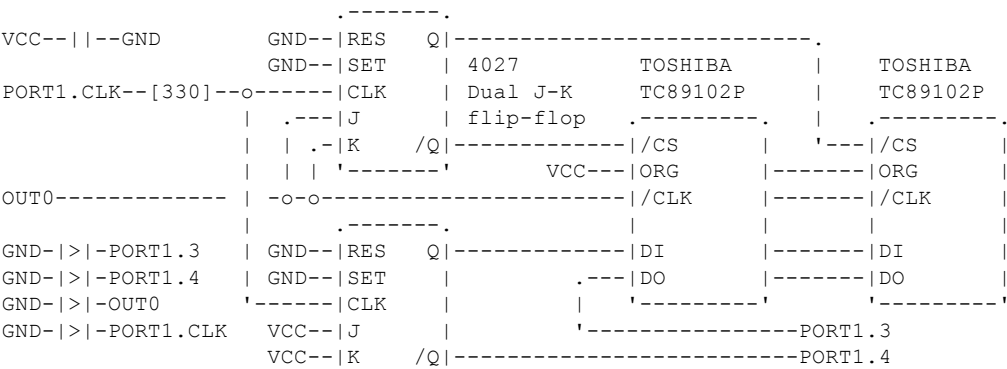 .-------.
VCC--||--GND        GND--|RES   Q|---------------------------.
                    GND--|SET    | 4027         TOSHIBA      |    TOSHIBA
PORT1.CLK--[330]--o------|CLK    | Dual J-K     TC89102P     |    TC89102P
                  |  .---|J      | flip-flop   .---------.   |   .---------.
                  |  | .-|K    /Q|-------------|/CS      |   '---|/CS      |
                  |  | | '-------'       VCC---|ORG      |-------|ORG      |
OUT0------------- | -o-o-----------------------|/CLK     |-------|/CLK     |
                  |      .-------.             |         |       |         |
GND-|>|-PORT1.3   | GND--|RES   Q|-------------|DI       |-------|DI       |
GND-|>|-PORT1.4   | GND--|SET    |         .---|DO       |-------|DO       |
GND-|>|-OUT0      '------|CLK    |         |   '---------'       '---------'
GND-|>|-PORT1.CLK   VCC--|J      |         '----------------PORT1.3
                    VCC--|K    /Q|--------------------------PORT1.4